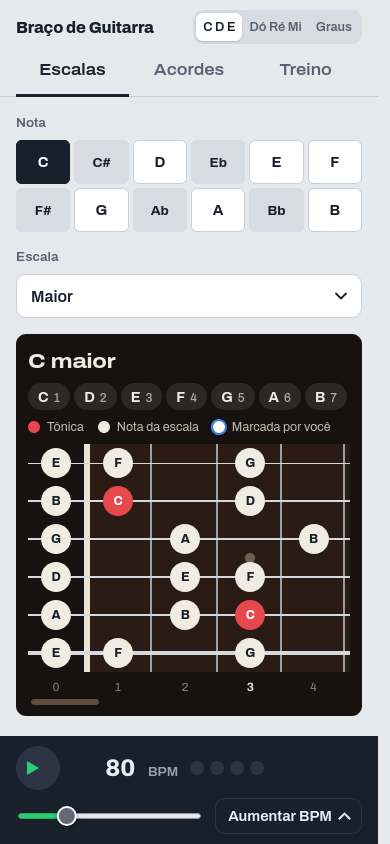 Braço de Guitarra C D E Dó Ré Mi Graus
Escalas Acordes Treino
Nota
C C# D Eb E F
F# G Ab A Bb B
Escala
Maior
C maior
C 1 D 2 E 3 F 4 G 5 A 6 B 7
Tônica Nota da escala Marcada por você
E F G
B C D
G A B
D E F
A B C
E F G
0 1 2 3 4
80 BPM
Aumentar BPM